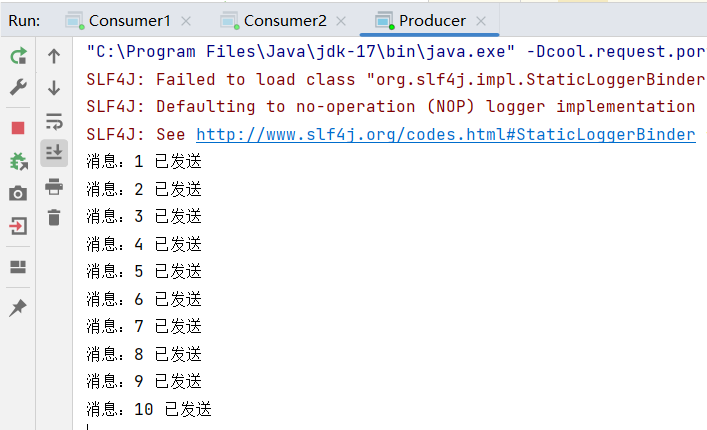 Run: Consumer1 Consumer2 Producer
"C:\Program Files\Java\jdk-17\bin\java.exe" -Dcool.request.por
SLF4J: Failed to load class "org.slf4j.impl.StaticLoggerBinder
SLF4J: Defaulting to no-operation (NOP) logger implementation
SLF4J: See http://www.slf4j.org/codes.html#StaticLoggerBinder
消息：1 已发送
消息：2 已发送
消息：3 已发送
消息：4 已发送
消息：5 已发送
消息：6 已发送
消息：7 已发送
消息：8 已发送
消息：9 已发送
消息：10 已发送